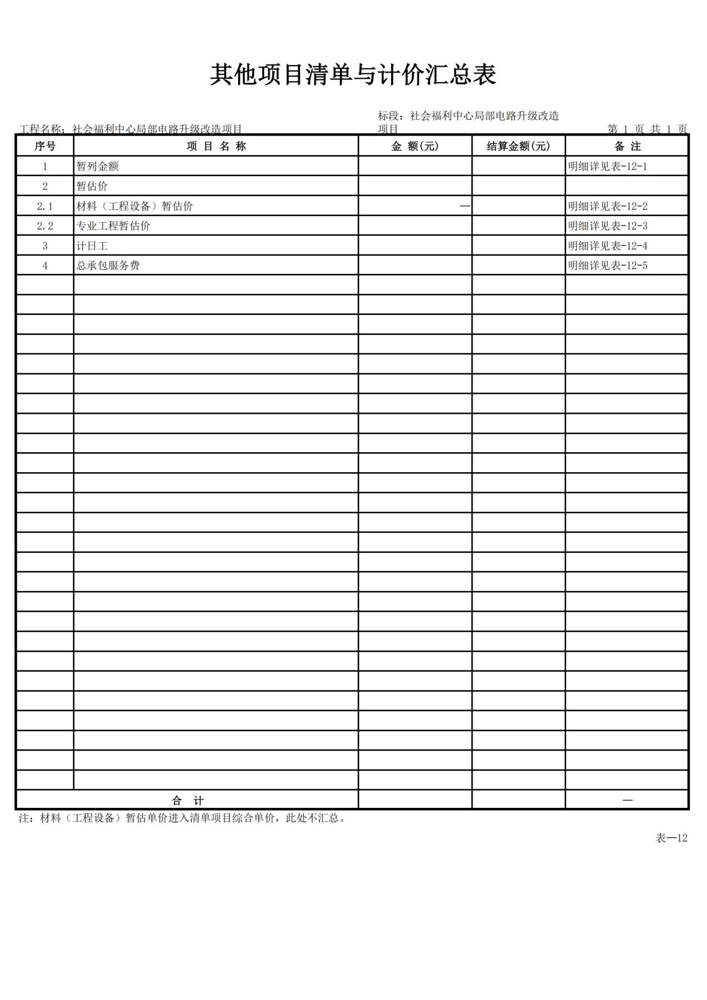 其他项目清单与计价汇总表
标段：社会福利中心局部电路升级改造
工程名称：社会福利中心局部电路升级改造项目 项目 第 1 页 共 1 页
序号 项 目 名 称 金 额(元) 结算金额(元) 备 注
1 暂列金额 明细详见表-12-1
2 暂估价
2.1 材料（工程设备）暂估价 — 明细详见表-12-2
2.2 专业工程暂估价 明细详见表-12-3
3 计日工 明细详见表-12-4
4 总承包服务费 明细详见表-12-5
合 计 —
注：材料（工程设备）暂估单价进入清单项目综合单价，此处不汇总。
表—12